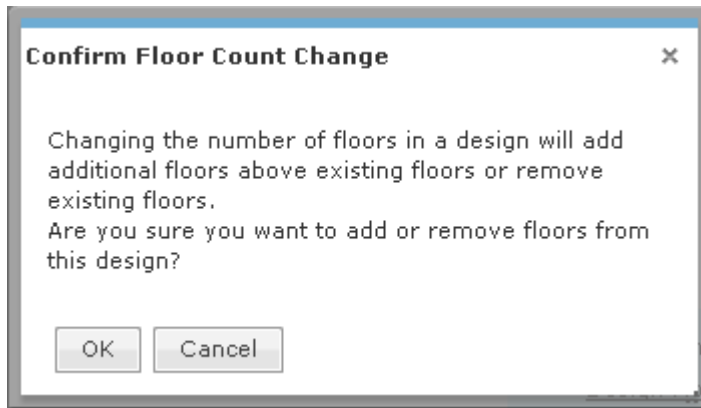 Confirm Floor Count Change ×
Changing the number of floors in a design will add
additional floors above existing floors or remove
existing floors.
Are you sure you want to add or remove floors from
this design?
OK Cancel